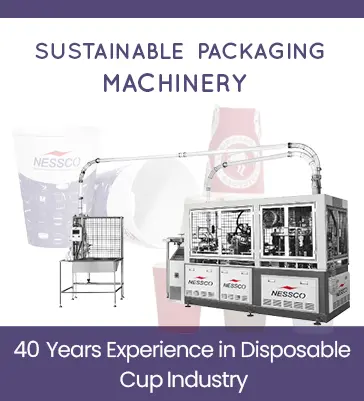 SUSTAINABLE PACKAGING
MACHINERY
NESSCO
NESSCO
NESSCO
NESSCO
40 Years Experience in Disposable
Cup Industry